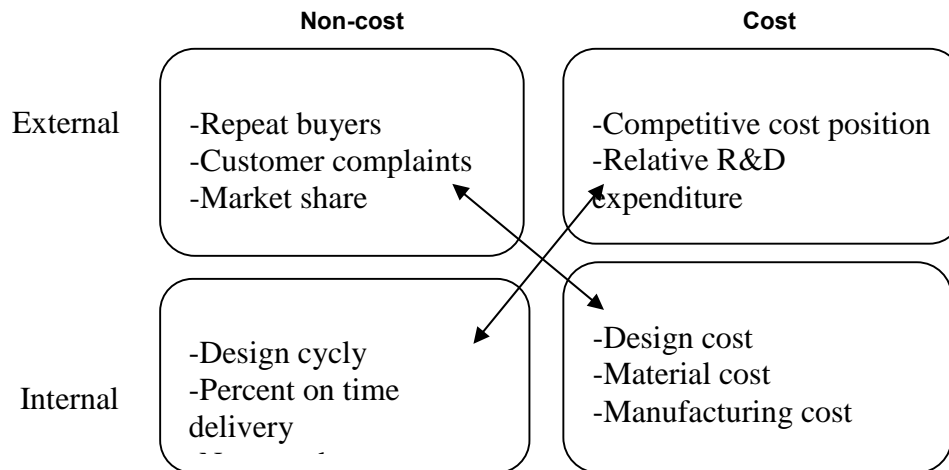 Non-cost
Cost
External
-Repeat buyers
-Customer complaints
-Market share
-Competitive cost position
-Relative R&D
expenditure
Internal
-Design cycly
-Percent on time
delivery
-Design cost
-Material cost
-Manufacturing cost